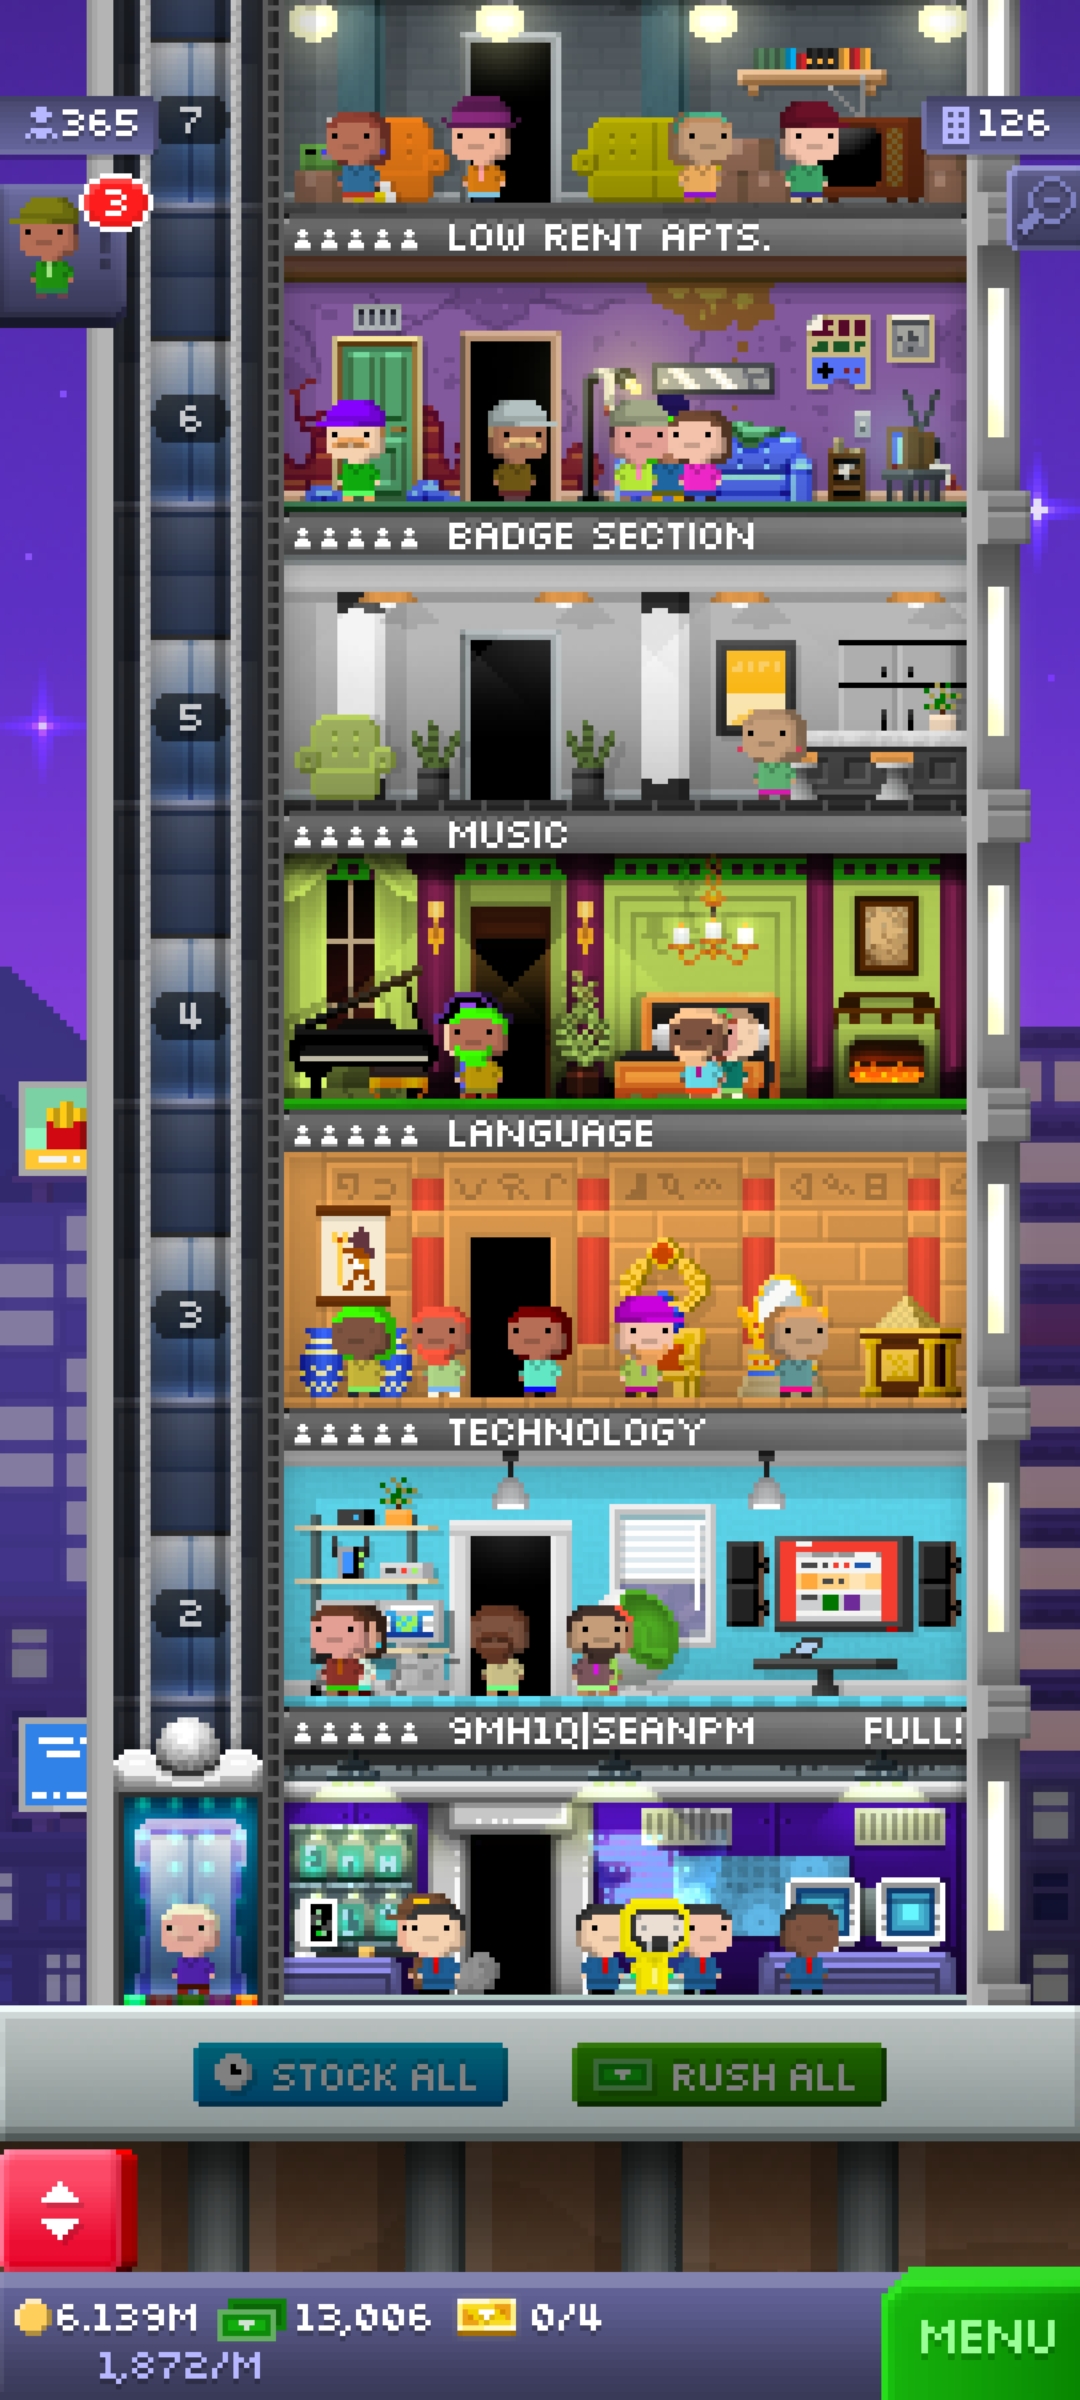 365
7
126
3
LOW RENT APTS.
6
BADGE SECTION
5
MUSIC
4
LANGUAGE
3
TECHNOLOGY
2
9MH1Q|SEANPM FULL!
STOCK ALL
RUSH ALL
6.139M 13,006 0/4
1,872/M
MENU